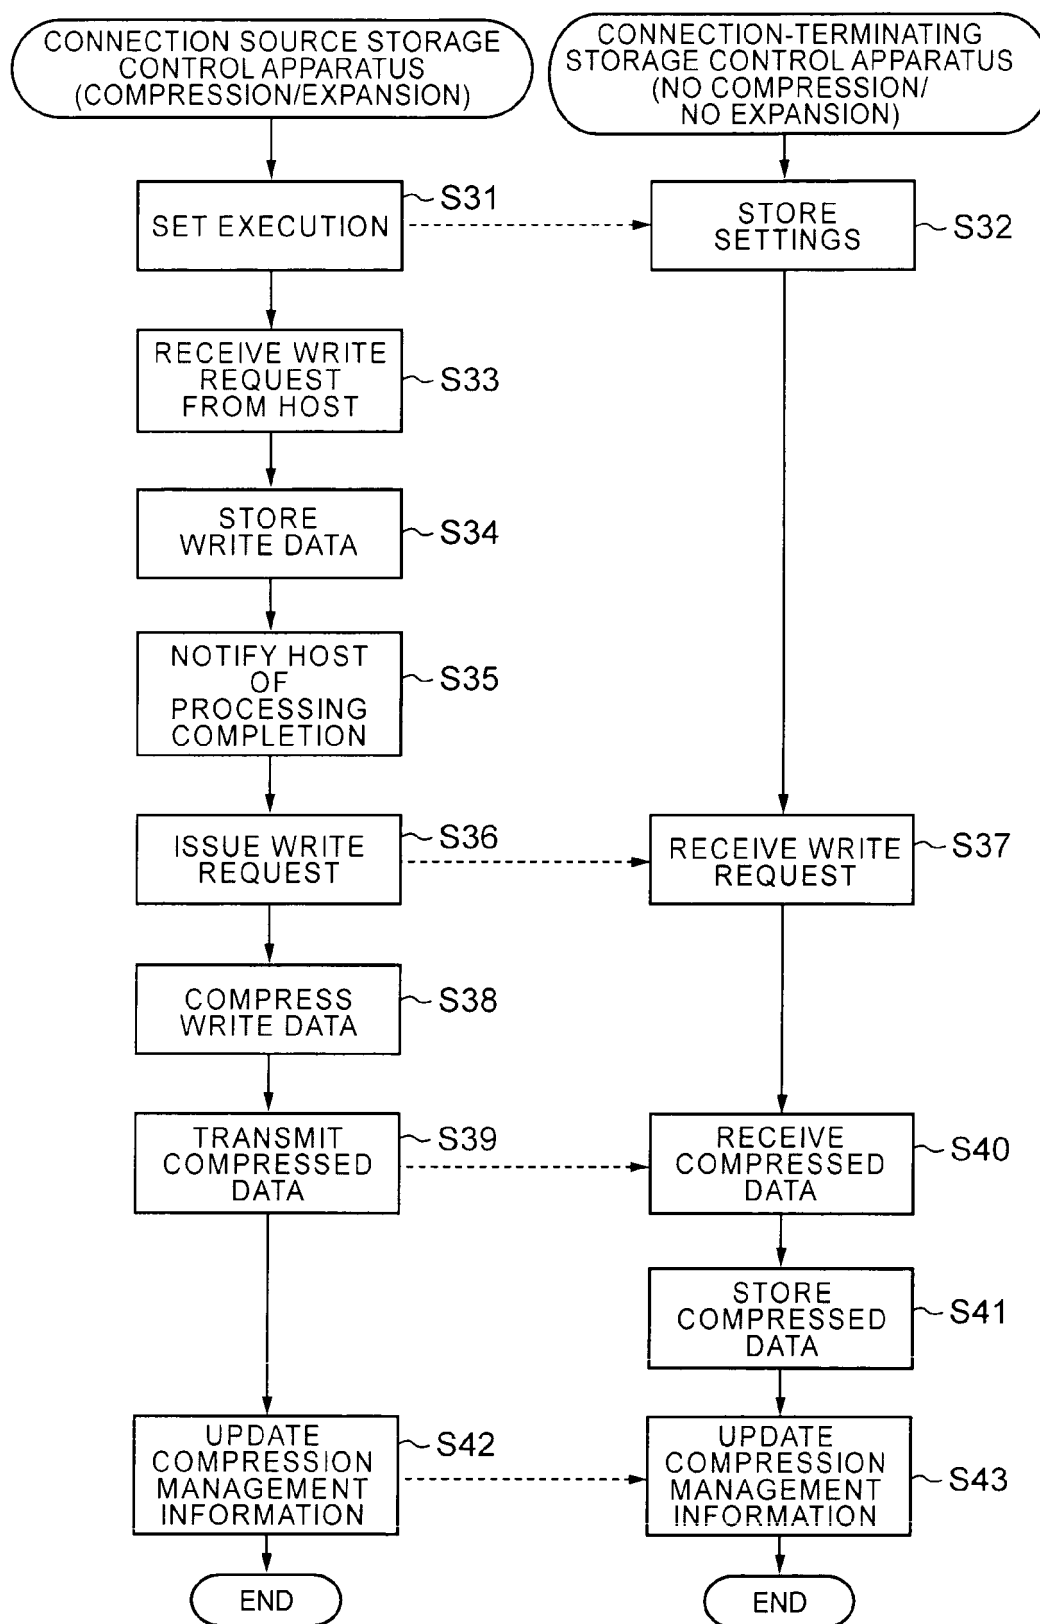 CONNECTION SOURCE STORAGE
CONTROL APPARATUS
(COMPRESSION/EXPANSION)
CONNECTION-TERMINATING
STORAGE CONTROL APPARATUS
(NO COMPRESSION/
NO EXPANSION)
SET EXECUTION
S31
STORE
SETTINGS
S32
RECEIVE WRITE
REQUEST
FROM HOST
S33
STORE
WRITE DATA
S34
NOTIFY HOST
OF
PROCESSING
COMPLETION
S35
ISSUE WRITE
REQUEST
S36
RECEIVE WRITE
REQUEST
S37
COMPRESS
WRITE DATA
S38
TRANSMIT
COMPRESSED
DATA
S39
RECEIVE
COMPRESSED
DATA
S40
STORE
COMPRESSED
DATA
S41
UPDATE
COMPRESSION
MANAGEMENT
INFORMATION
S42
UPDATE
COMPRESSION
MANAGEMENT
INFORMATION
S43
END
END